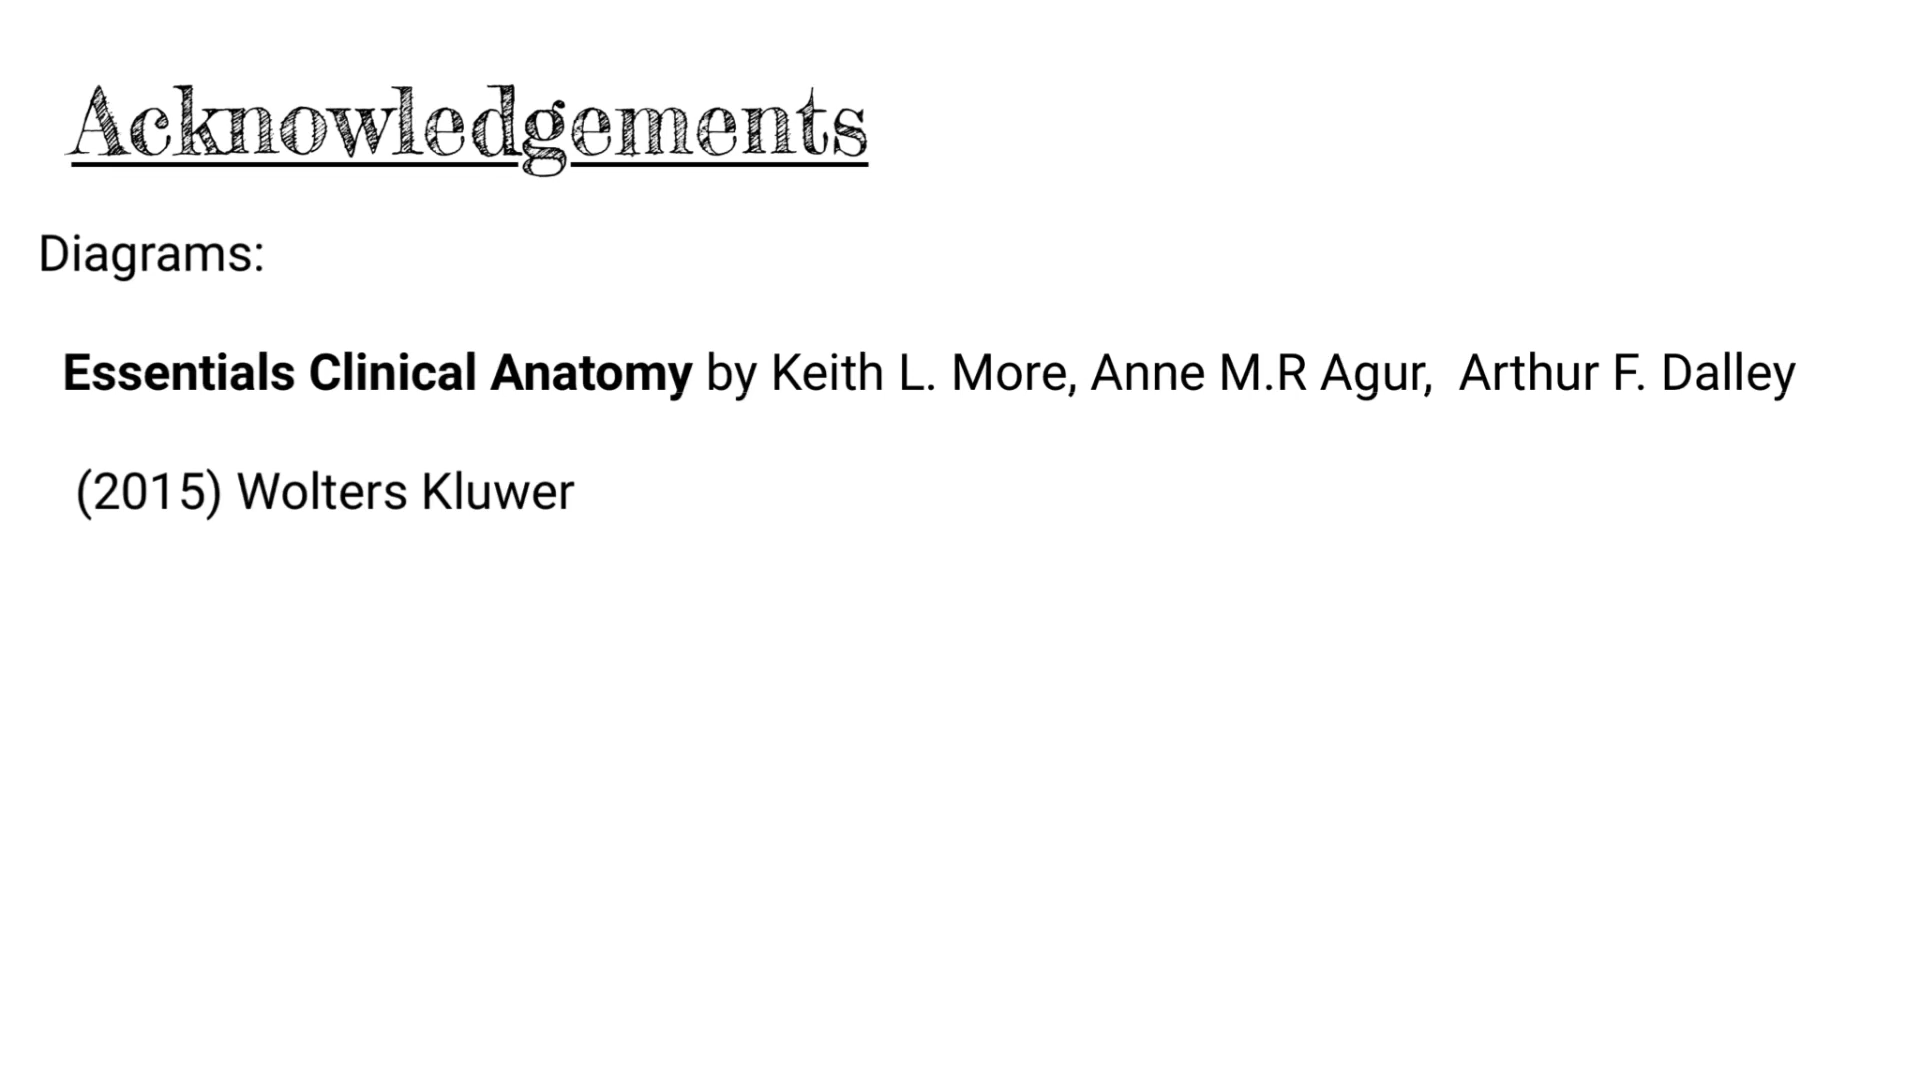 Acknowledgements
Diagrams:
Essentials Clinical Anatomy by Keith L. More, Anne M.R Agur,  Arthur F. Dalley
(2015) Wolters Kluwer